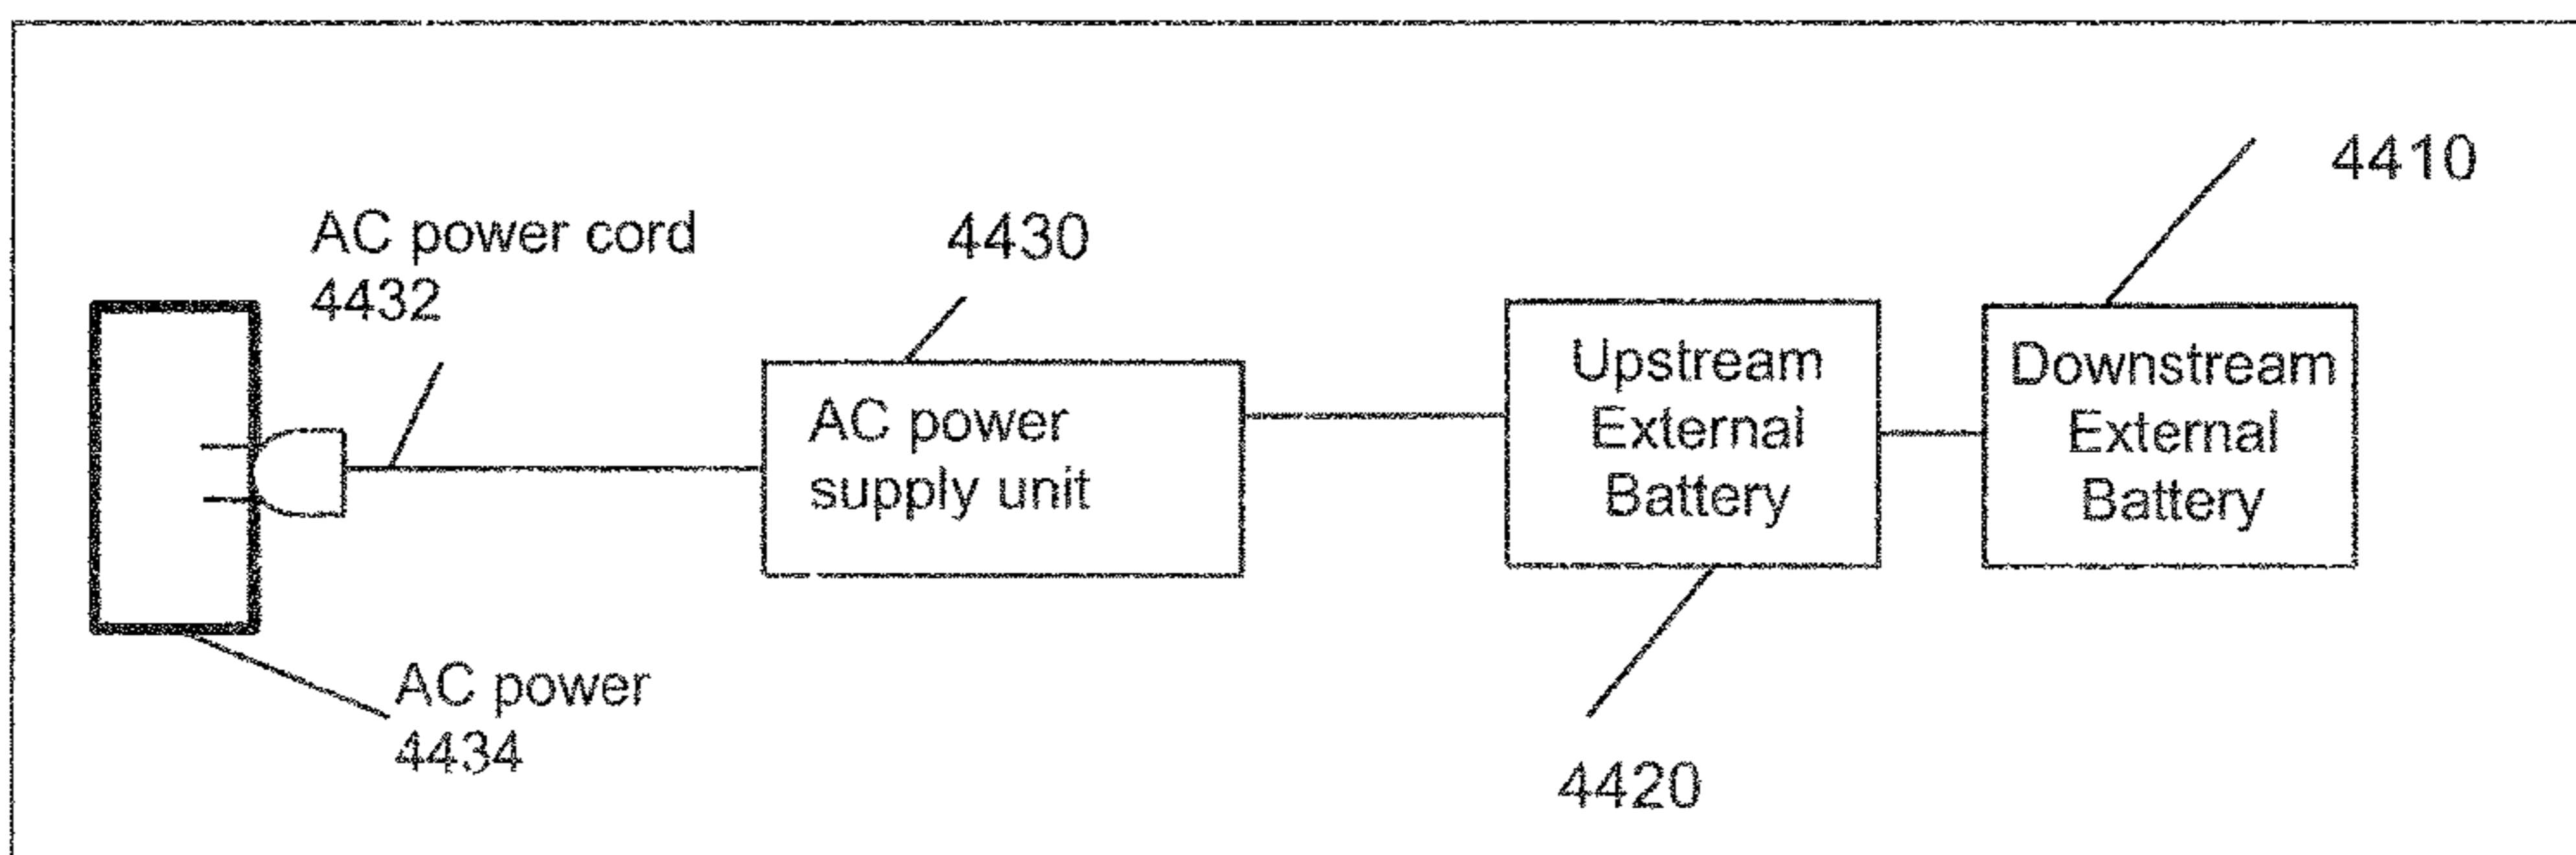 4410
AC power cord
4432
4430
Upstream
External
Battery
Downstream
External
Battery
AC power
supply unit
AC power
4434
4420